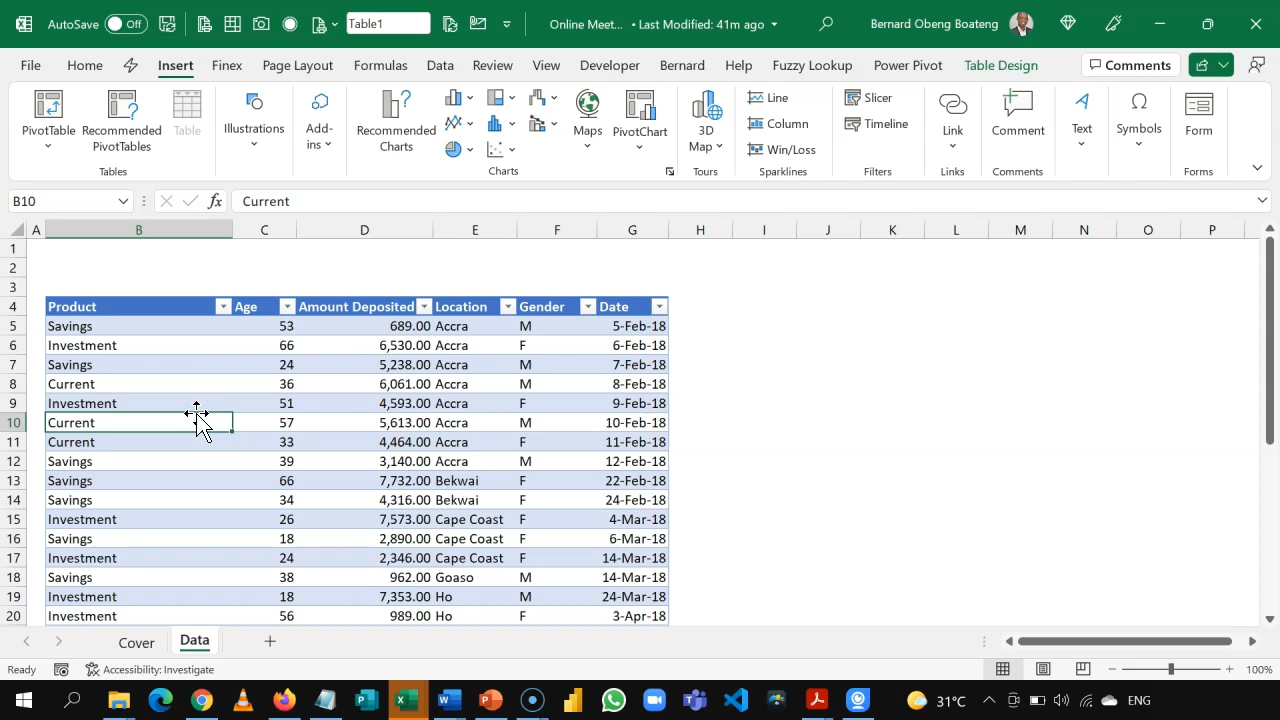 AutoSave Off Table1 Online Meet... • Last Modified: 41m ago Bernard Obeng Boateng
File Home Insert Finex Page Layout Formulas Data Review View Developer Bernard Help Fuzzy Lookup Power Pivot Table Design Comments
PivotTable Recommended PivotTables Table Illustrations Add-ins Recommended Charts Maps PivotChart 3D Map Line Column Win/Loss Slicer Timeline Link Comment Text Symbols Form
Tables Charts Tours Sparklines Filters Links Comments Forms
B10 fx Current
A B C D E F G H I J K L M N O P
1
2
3
4 Product Age Amount Deposited Location Gender Date
5 Savings 53 689.00 Accra M 5-Feb-18
6 Investment 66 6,530.00 Accra F 6-Feb-18
7 Savings 24 5,238.00 Accra M 7-Feb-18
8 Current 36 6,061.00 Accra M 8-Feb-18
9 Investment 51 4,593.00 Accra F 9-Feb-18
10 Current 57 5,613.00 Accra M 10-Feb-18
11 Current 33 4,464.00 Accra F 11-Feb-18
12 Savings 39 3,140.00 Accra M 12-Feb-18
13 Savings 66 7,732.00 Bekwai F 22-Feb-18
14 Savings 34 4,316.00 Bekwai F 24-Feb-18
15 Investment 26 7,573.00 Cape Coast F 4-Mar-18
16 Savings 18 2,890.00 Cape Coast F 6-Mar-18
17 Investment 24 2,346.00 Cape Coast F 14-Mar-18
18 Savings 38 962.00 Goaso M 14-Mar-18
19 Investment 18 7,353.00 Ho M 24-Mar-18
20 Investment 56 989.00 Ho F 3-Apr-18
Cover Data
Ready Accessibility: Investigate 100%
31°C ENG